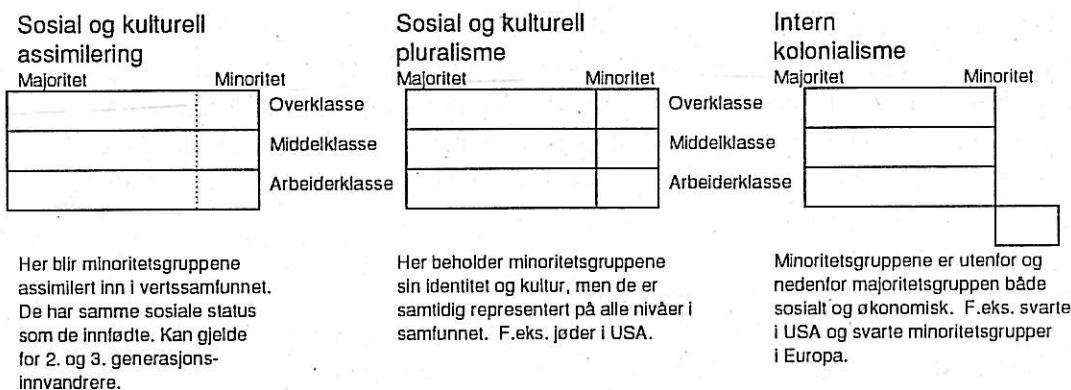 Sosial og kulturell
assimilering
Majoritet Minoritet
Overklasse
Middelklasse
Arbeiderklasse
Her blir minoritetsgruppene
assimilert inn i vertssamfunnet.
De har samme sosiale status
som de innfødte. Kan gjelde
for 2. og 3. generasjons-
innvandrere.
Sosial og kulturell
pluralisme
Majoritet Minoritet
Overklasse
Middelklasse
Arbeiderklasse
Her beholder minoritetsgruppene
sin identitet og kultur, men de er
samtidig representert på alle nivåer i
samfunnet. F.eks. jøder i USA.
Intern
kolonialisme
Majoritet Minoritet
Minoritetsgruppene er utenfor og
nedenfor majoritetsgruppen både
sosialt og økonomisk. F.eks. svarte
i USA og svarte minoritetsgrupper
i Europa.